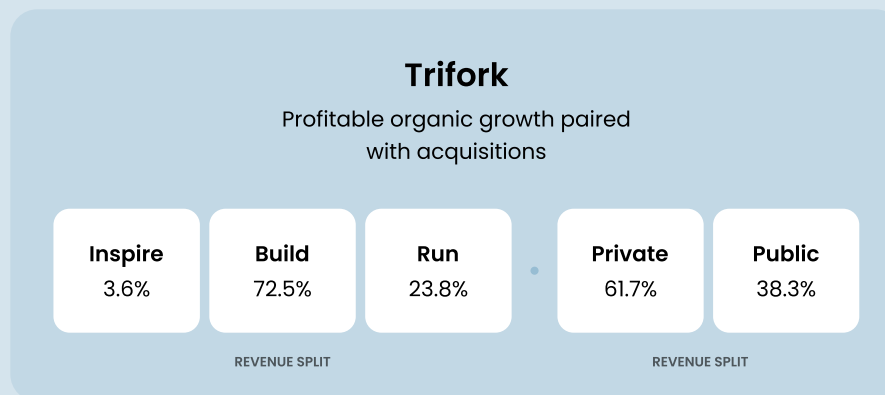 Trifork
Profitable organic growth paired
with acquisitions
Inspire
3.6%
Build
72.5%
Run
23.8%
Private
61.7%
Public
38.3%
REVENUE SPLIT
REVENUE SPLIT